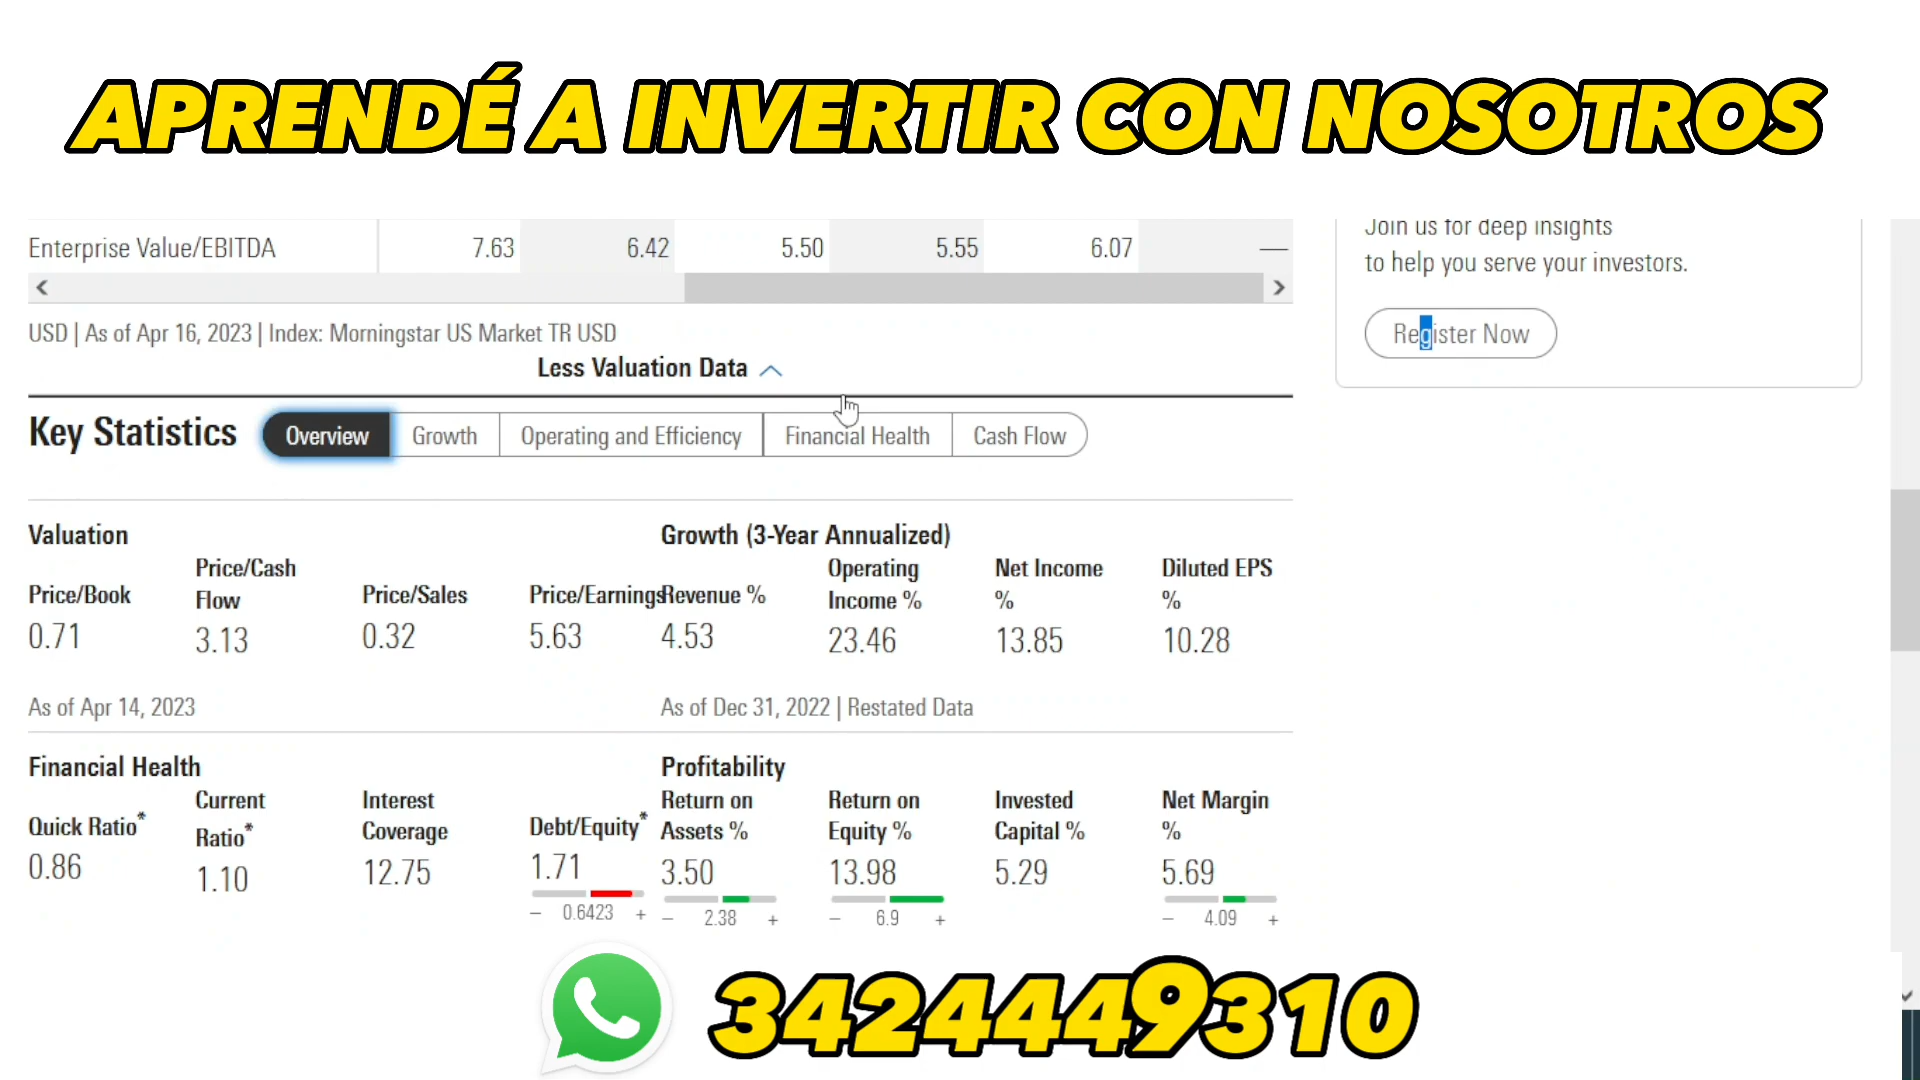 APRENDÉ A INVERTIR CON NOSOTROS
Enterprise Value/EBITDA 7.63 6.42 5.50 5.55 6.07 —
USD | As of Apr 16, 2023 | Index: Morningstar US Market TR USD
Less Valuation Data
Join us for deep insights
to help you serve your investors.
Register Now
Key Statistics Overview Growth Operating and Efficiency Financial Health Cash Flow
Valuation
Price/Book Price/Cash Flow Price/Sales Price/Earnings
0.71 3.13 0.32 5.63
As of Apr 14, 2023
Growth (3-Year Annualized)
Revenue % Operating Income % Net Income % Diluted EPS %
4.53 23.46 13.85 10.28
As of Dec 31, 2022 | Restated Data
Financial Health
Quick Ratio* Current Ratio* Interest Coverage Debt/Equity*
0.86 1.10 12.75 1.71
– 0.6423 +
Profitability
Return on Assets % Return on Equity % Invested Capital % Net Margin %
3.50 13.98 5.29 5.69
– 2.38 + – 6.9 + – 4.09 +
3424449310